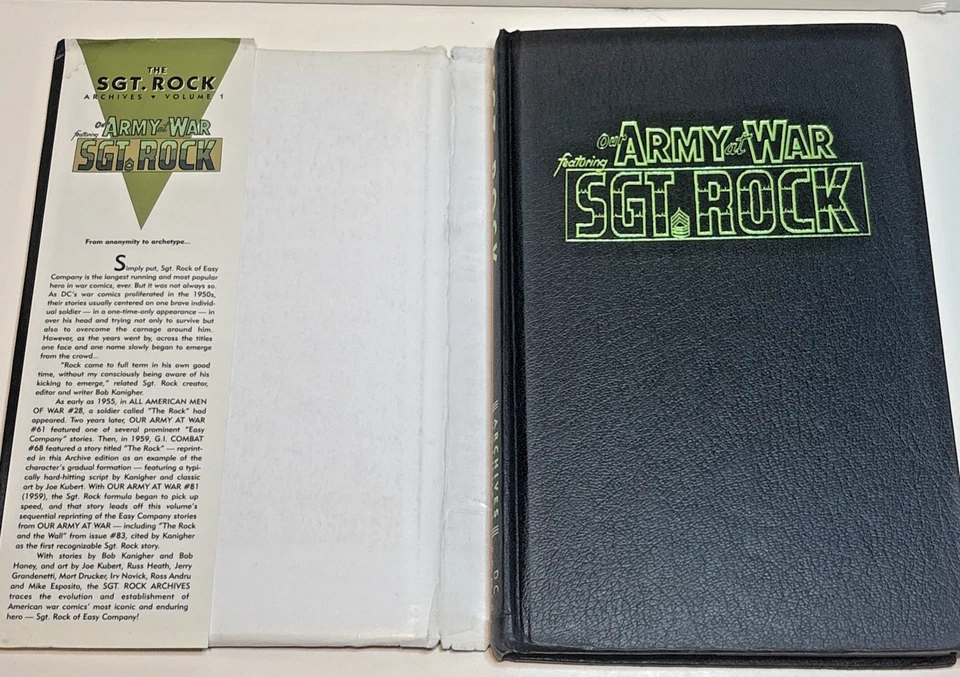 THE
SGT. ROCK
ARCHIVES • VOLUME 1
Our ARMY at WAR
featuring
SGT. ROCK
From anonymity to archetype...
Simply put, Sgt. Rock of Easy
Company is the longest running and most popular
hero in war comics, ever. But it was not always so.
As DC's war comics proliferated in the 1950s,
their stories usually centered on one brave individ-
ual soldier — in a one-time-only appearance — in
over his head and trying not only to survive but
also to overcome the carnage around him.
However, as the years went by, across the titles
one face and one name slowly began to emerge
from the crowd...
"Rock came to full term in his own good
time, without my consciously being aware of his
kicking to emerge," related Sgt. Rock creator,
editor and writer Bob Kanigher.
As early as 1955, in ALL AMERICAN MEN
OF WAR #28, a soldier called "The Rock" had
appeared. Two years later, OUR ARMY AT WAR
#61 featured one of several prominent "Easy
Company" stories. Then, in 1959, G.I. COMBAT
#68 featured a story titled "The Rock" — reprint-
ed in this Archive edition as an example of the
character's gradual formation — featuring a typi-
cally hard-hitting script by Kanigher and classic
art by Joe Kubert. With OUR ARMY AT WAR #81
(1959), the Sgt. Rock formula began to pick up
speed, and that story leads off this volume's
sequential reprinting of the Easy Company stories
from OUR ARMY AT WAR — including "The Rock
and the Wall" from issue #83, cited by Kanigher
as the first recognizable Sgt. Rock story.
With stories by Bob Kanigher and Bob
Haney, and art by Joe Kubert, Russ Heath, Jerry
Grandenetti, Mort Drucker, Irv Novick, Ross Andru
and Mike Esposito, the SGT. ROCK ARCHIVES
traces the evolution and establishment of
American war comics' most iconic and enduring
hero — Sgt. Rock of Easy Company!
ARCHIVES
DC
Our ARMY at WAR
featuring
SGT. ROCK